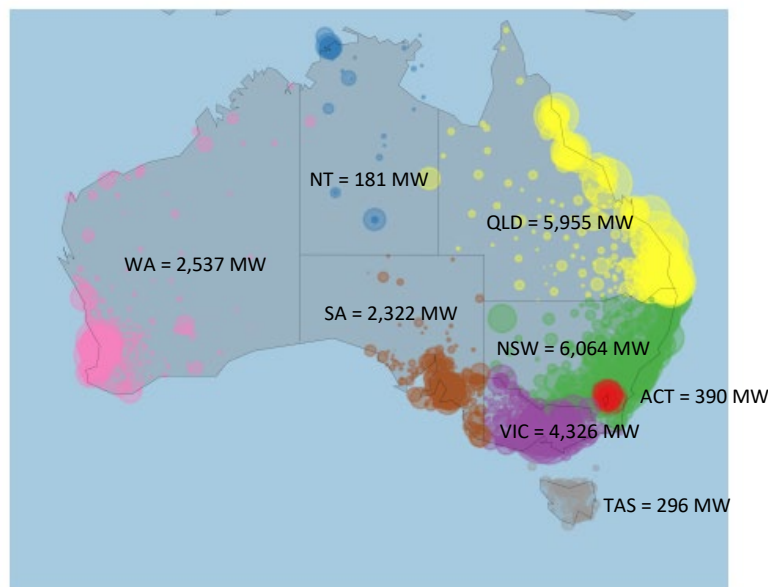 NT = 181 MW
QLD = 5,955 MW
WA = 2,537 MW
SA = 2,322 MW
NSW = 6,064 MW
ACT = 390 MW
VIC = 4,326 MW
TAS = 296 MW